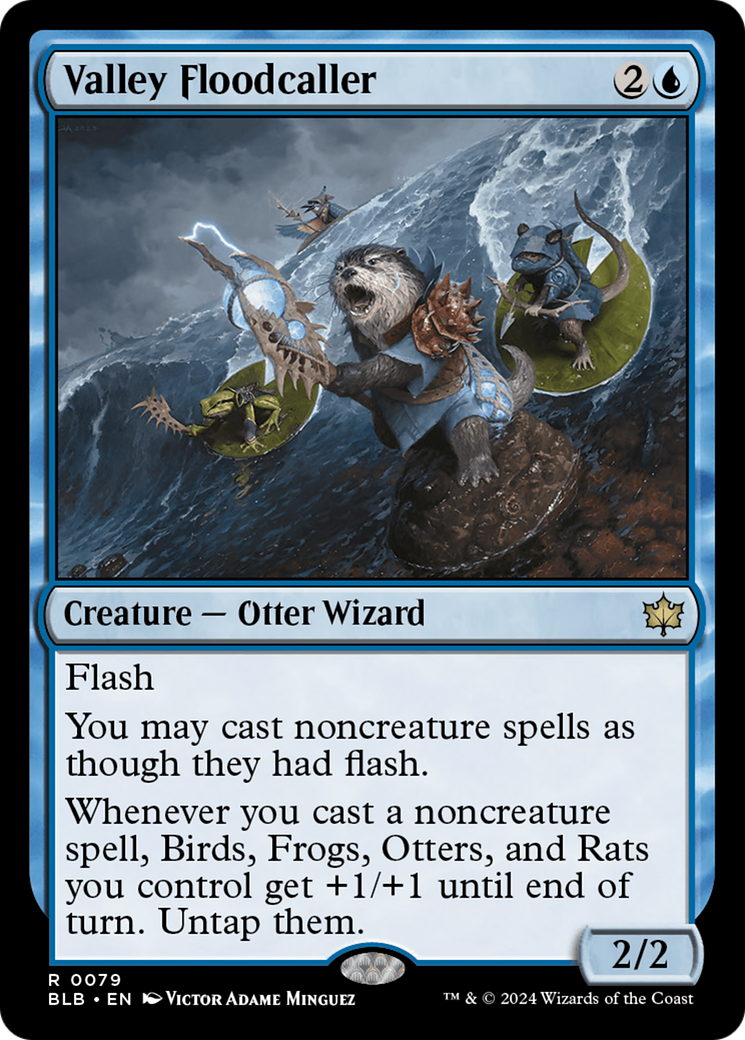 Valley Floodcaller 2
Creature — Otter Wizard
Flash
You may cast noncreature spells as
though they had flash.
Whenever you cast a noncreature
spell, Birds, Frogs, Otters, and Rats
you control get +1/+1 until end of
turn. Untap them.
2/2
R 0079
BLB • EN Victor Adame Minguez
™ & © 2024 Wizards of the Coast